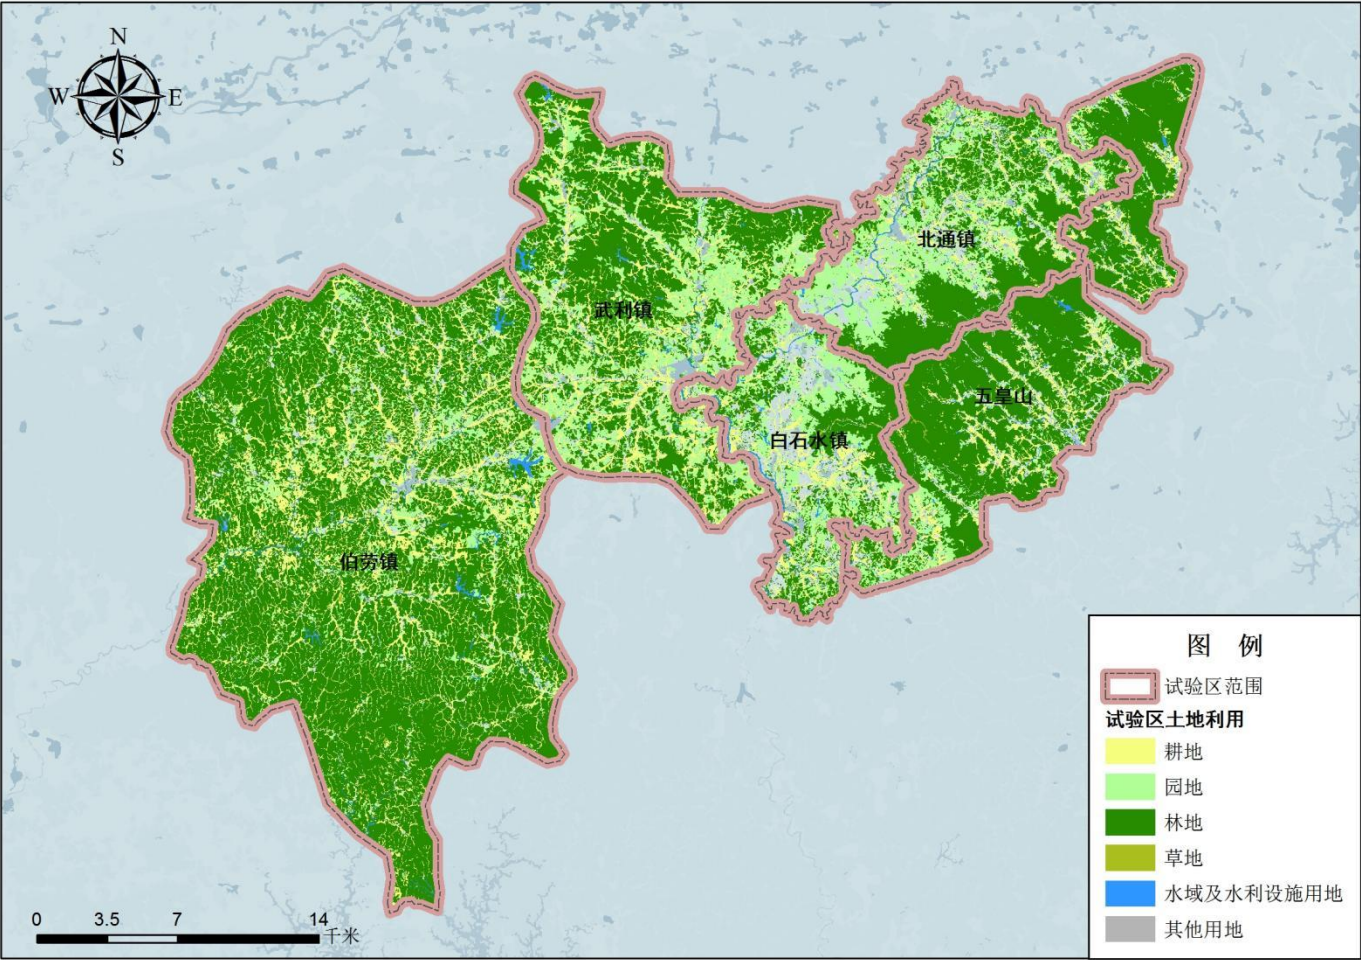 N
W E
S
北通镇
武利镇
五皇山
白石水镇
伯劳镇
图 例
试验区范围
试验区土地利用
耕地
园地
林地
草地
水域及水利设施用地
其他用地
0 3.5 7 14
千米